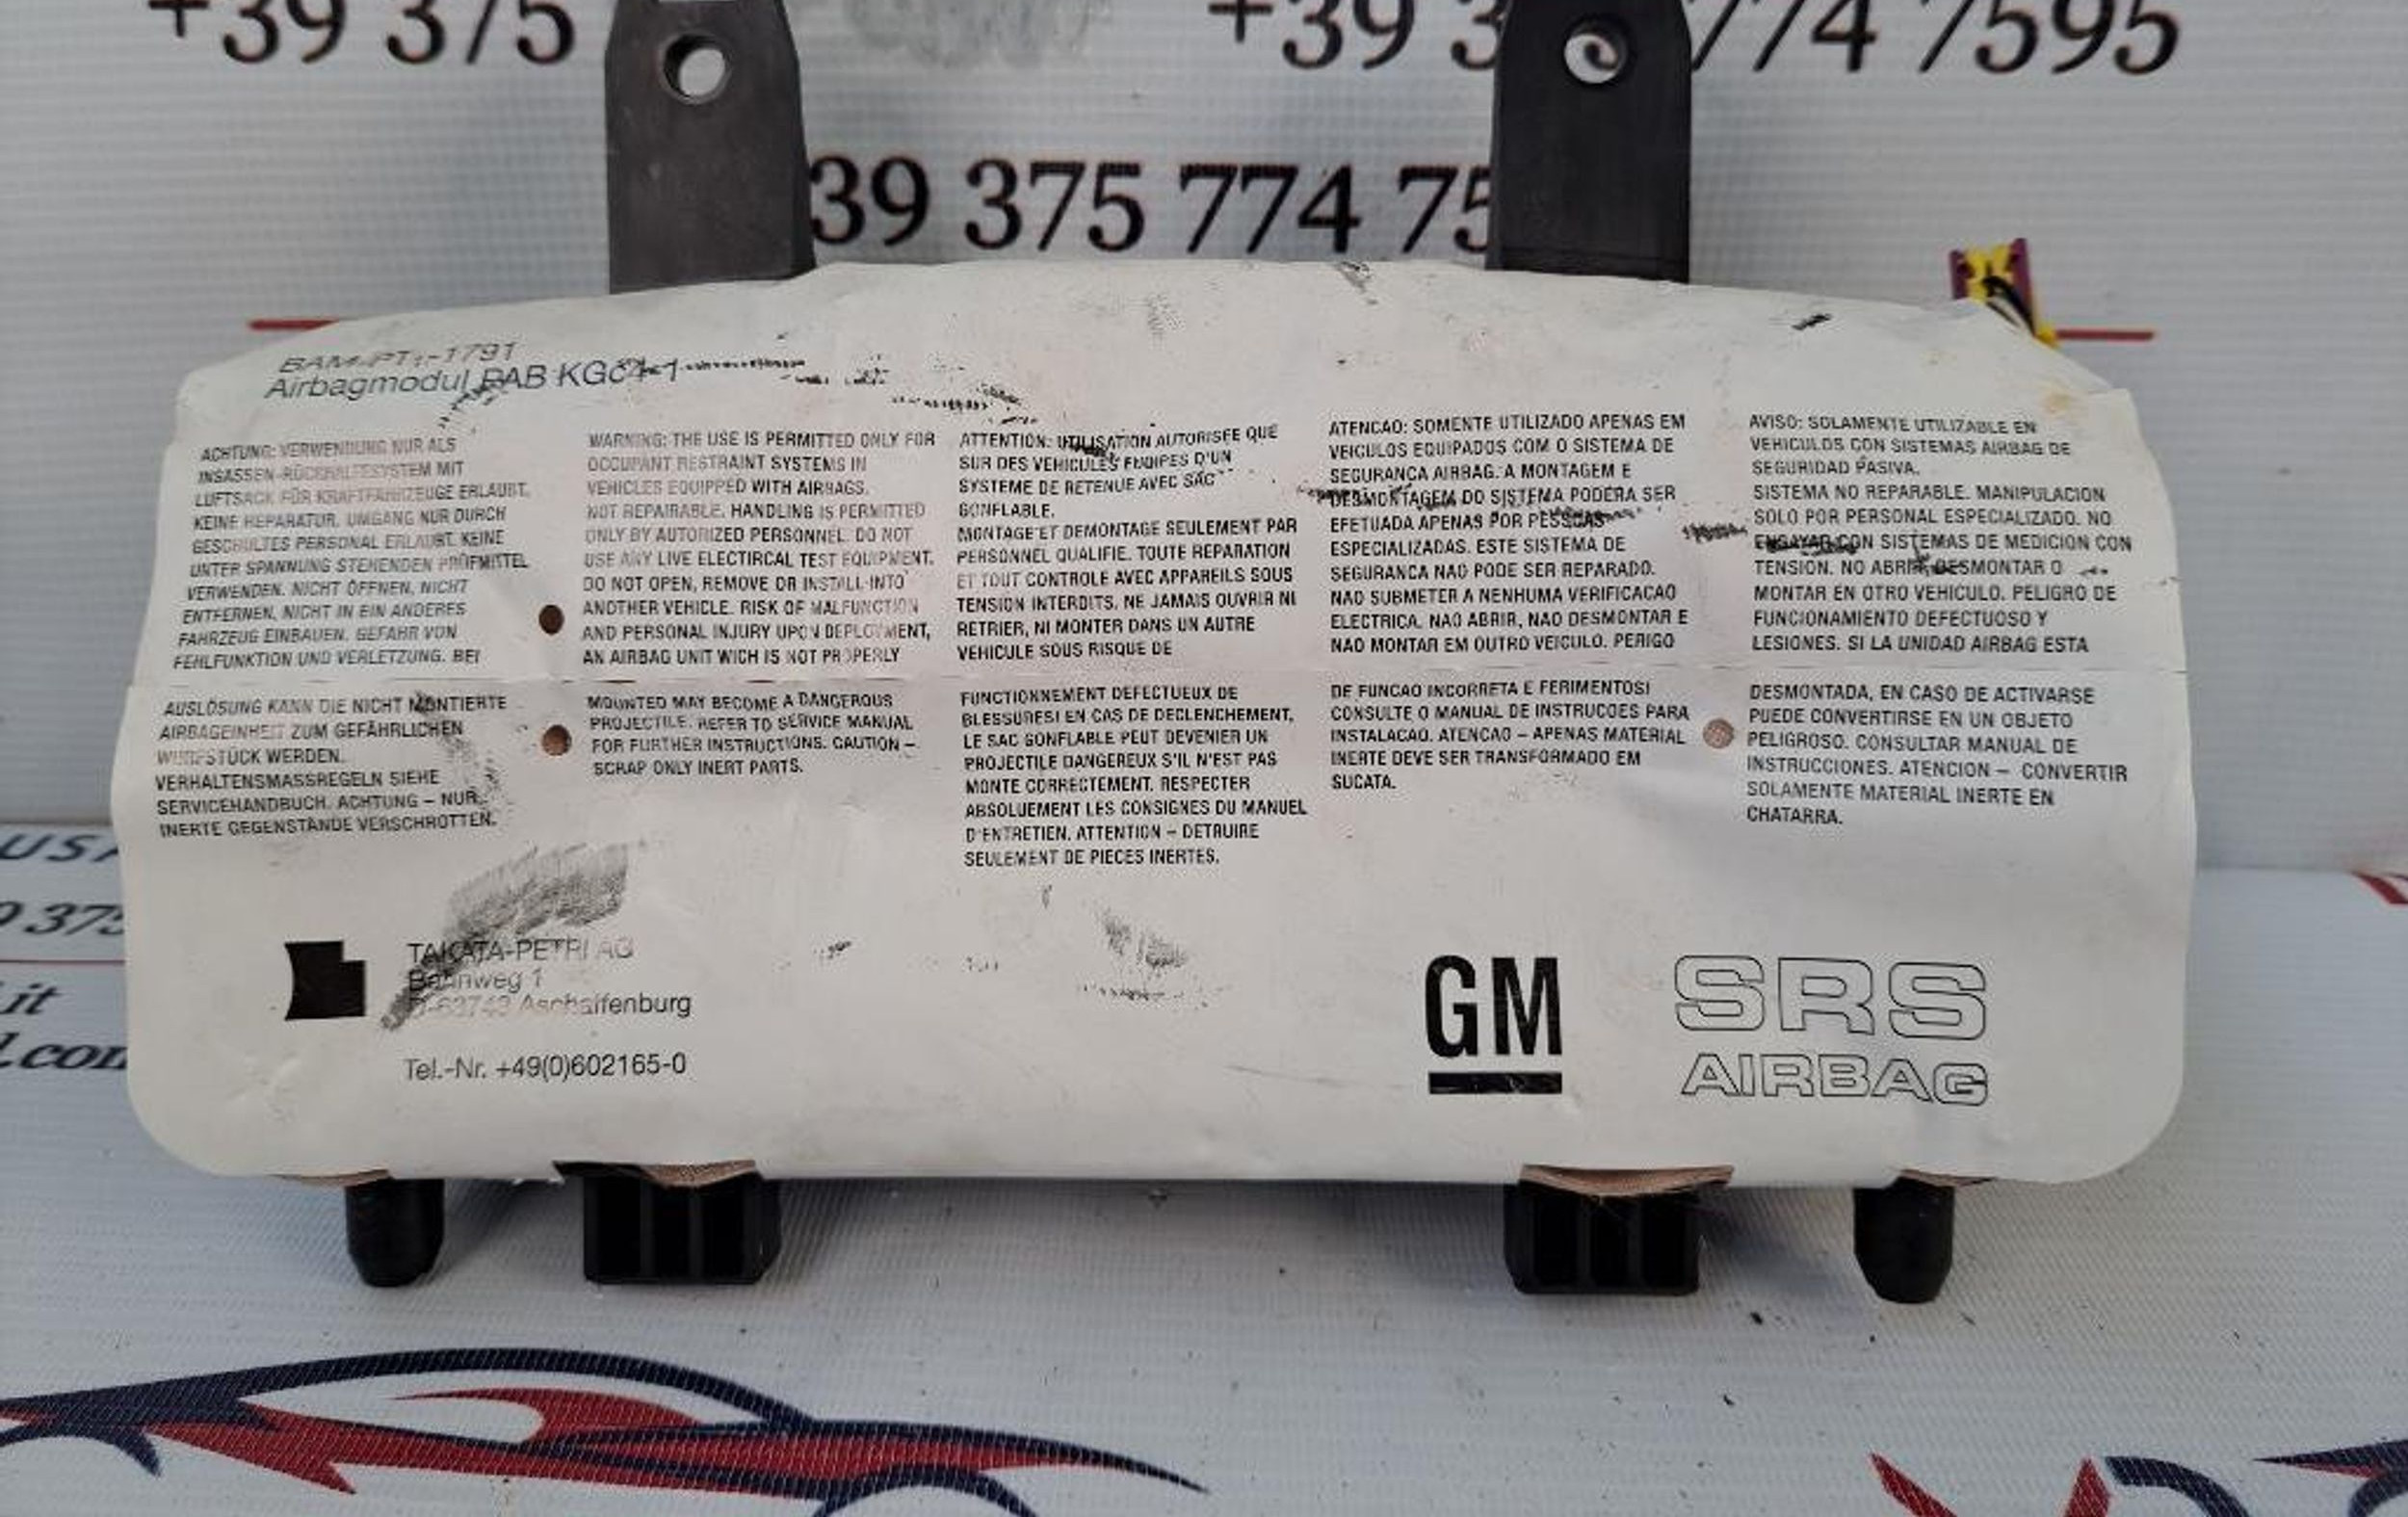 +39 375
+39 3 774 7595
39 375 774 75
BAM-PT1-1791
Airbagmodul PAB KG
ACHTUNG: VERWENDUNG NUR ALS
INSASSEN-RÜCKHALTESYSTEM MIT
LUFTSACK FÜR KRAFTFAHRZEUGE ERLAUBT.
KEINE REPARATUR. UMGANG NUR DURCH
GESCHULTES PERSONAL ERLAUBT. KEINE
UNTER SPANNUNG STEHENDEN PRÜFMITTEL
VERWENDEN. NICHT ÖFFNEN, NICHT
ENTFERNEN, NICHT IN EIN ANDERES
FAHRZEUG EINBAUEN. GEFAHR VON
FEHLFUNKTION UND VERLETZUNG. BEI
AUSLÖSUNG KANN DIE NICHT MONTIERTE
AIRBAGEINHEIT ZUM GEFÄHRLICHEN
WURFSTÜCK WERDEN.
VERHALTENSMASSREGELN SIEHE
SERVICEHANDBUCH. ACHTUNG – NUR
INERTE GEGENSTÄNDE VERSCHROTTEN.
WARNING: THE USE IS PERMITTED ONLY FOR
OCCUPANT RESTRAINT SYSTEMS IN
VEHICLES EQUIPPED WITH AIRBAGS.
NOT REPAIRABLE. HANDLING IS PERMITTED
ONLY BY AUTORIZED PERSONNEL. DO NOT
USE ANY LIVE ELECTIRCAL TEST EQUIPMENT.
DO NOT OPEN, REMOVE OR INSTALL INTO
ANOTHER VEHICLE. RISK OF MALFUNCTION
AND PERSONAL INJURY UPON DEPLOYMENT,
AN AIRBAG UNIT WICH IS NOT PROPERLY
MOUNTED MAY BECOME A DANGEROUS
PROJECTILE. REFER TO SERVICE MANUAL
FOR FURTHER INSTRUCTIONS. CAUTION –
SCRAP ONLY INERT PARTS.
ATTENTION: UTILISATION AUTORISEE QUE
SUR DES VEHICULES EQUIPES D'UN
SYSTEME DE RETENUE AVEC SAC
GONFLABLE.
MONTAGE ET DEMONTAGE SEULEMENT PAR
PERSONNEL QUALIFIE. TOUTE REPARATION
ET TOUT CONTROLE AVEC APPAREILS SOUS
TENSION INTERDITS. NE JAMAIS OUVRIR NI
RETRIER, NI MONTER DANS UN AUTRE
VEHICULE SOUS RISQUE DE
FUNCTIONNEMENT DEFECTUEUX DE
BLESSURES! EN CAS DE DECLENCHEMENT,
LE SAC GONFLABLE PEUT DEVENIER UN
PROJECTILE DANGEREUX S'IL N'EST PAS
MONTE CORRECTEMENT. RESPECTER
ABSOLUEMENT LES CONSIGNES DU MANUEL
D'ENTRETIEN. ATTENTION – DETRUIRE
SEULEMENT DE PIECES INERTES.
ATENCAO: SOMENTE UTILIZADO APENAS EM
VEICULOS EQUIPADOS COM O SISTEMA DE
SEGURANCA AIRBAG. A MONTAGEM E
DESMONTAGEM DO SISTEMA PODERA SER
EFETUADA APENAS POR PESSOAS
ESPECIALIZADAS. ESTE SISTEMA DE
SEGURANCA NAO PODE SER REPARADO.
NAO SUBMETER A NENHUMA VERIFICACAO
ELECTRICA. NAO ABRIR, NAO DESMONTAR E
NAO MONTAR EM OUTRO VEICULO. PERIGO
DE FUNCAO INCORRETA E FERIMENTOS!
CONSULTE O MANUAL DE INSTRUCOES PARA
INSTALACAO. ATENCAO – APENAS MATERIAL
INERTE DEVE SER TRANSFORMADO EM
SUCATA.
AVISO: SOLAMENTE UTILIZABLE EN
VEHICULOS CON SISTEMAS AIRBAG DE
SEGURIDAD PASIVA.
SISTEMA NO REPARABLE. MANIPULACION
SOLO POR PERSONAL ESPECIALIZADO. NO
ENSAYAR CON SISTEMAS DE MEDICION CON
TENSION. NO ABRIR, DESMONTAR O
MONTAR EN OTRO VEHICULO. PELIGRO DE
FUNCIONAMIENTO DEFECTUOSO Y
LESIONES. SI LA UNIDAD AIRBAG ESTA
DESMONTADA, EN CASO DE ACTIVARSE
PUEDE CONVERTIRSE EN UN OBJETO
PELIGROSO. CONSULTAR MANUAL DE
INSTRUCCIONES. ATENCION – CONVERTIR
SOLAMENTE MATERIAL INERTE EN
CHATARRA.
TAKATA-PETRI AG
Bahnweg 1
D-63743 Aschaffenburg
Tel.-Nr. +49(0)602165-0
GM
SRS
AIRBAG
375
.it
.com